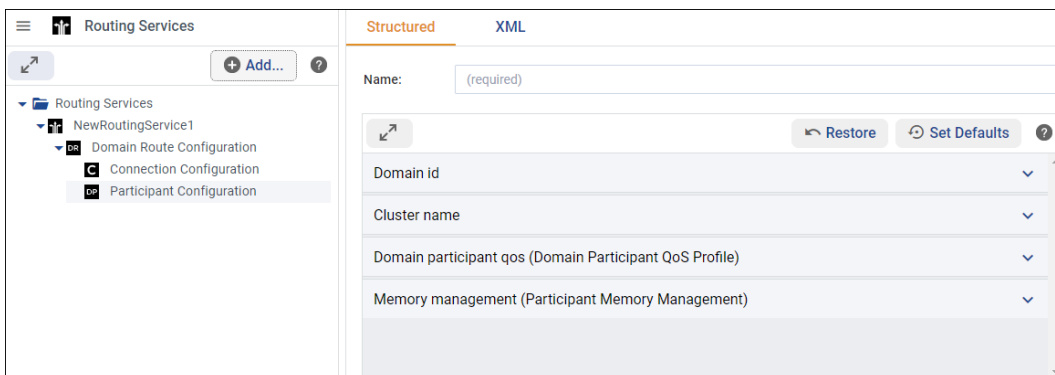 Routing Services
Add...
?
Routing Services
NewRoutingService1
DR Domain Route Configuration
C Connection Configuration
DP Participant Configuration
Structured XML
Name: (required)
Restore Set Defaults ?
Domain id
Cluster name
Domain participant qos (Domain Participant QoS Profile)
Memory management (Participant Memory Management)